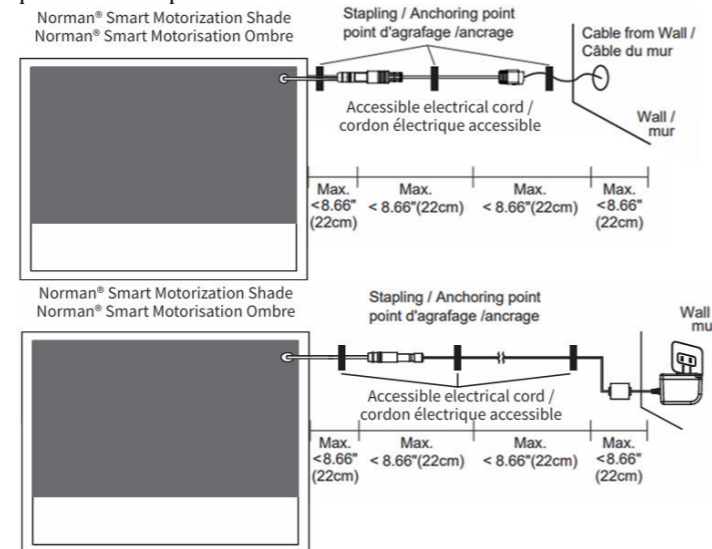 Norman® Smart Motorization Shade
Norman® Smart Motorisation Ombre
Stapling / Anchoring point
point d'agrafage /ancrage
Cable from Wall /
Câble du mur
Accessible electrical cord /
cordon électrique accessible
Wall /
mur
Max.
<8.66"
(22cm)
Max.
< 8.66"(22cm)
Max.
< 8.66"(22cm)
Max.
<8.66"
(22cm)
Norman® Smart Motorization Shade
Norman® Smart Motorisation Ombre
Stapling / Anchoring point
point d'agrafage /ancrage
Wall
mu
Accessible electrical cord /
cordon électrique accessible
Max.
<8.66"
(22cm)
Max.
< 8.66"(22cm)
Max.
< 8.66"(22cm)
Max.
<8.66"
(22cm)